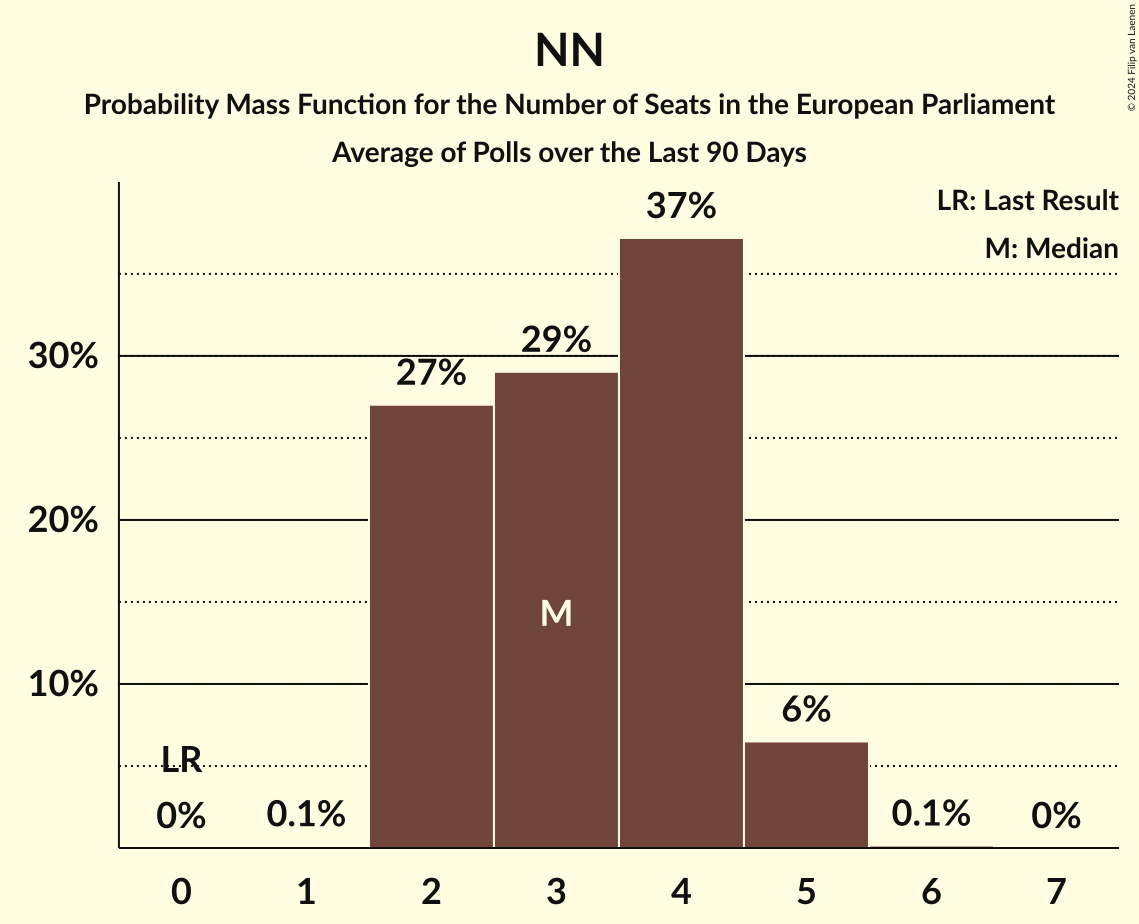 NN
Probability Mass Function for the Number of Seats in the European Parliament
Average of Polls over the Last 90 Days
© 2024 Filip van Laenen
LR: Last Result
M: Median
37%
29%
27%
30%
20%
10%
M
6%
LR
0%
0.1%
0.1%
0%
0 1 2 3 4 5 6 7